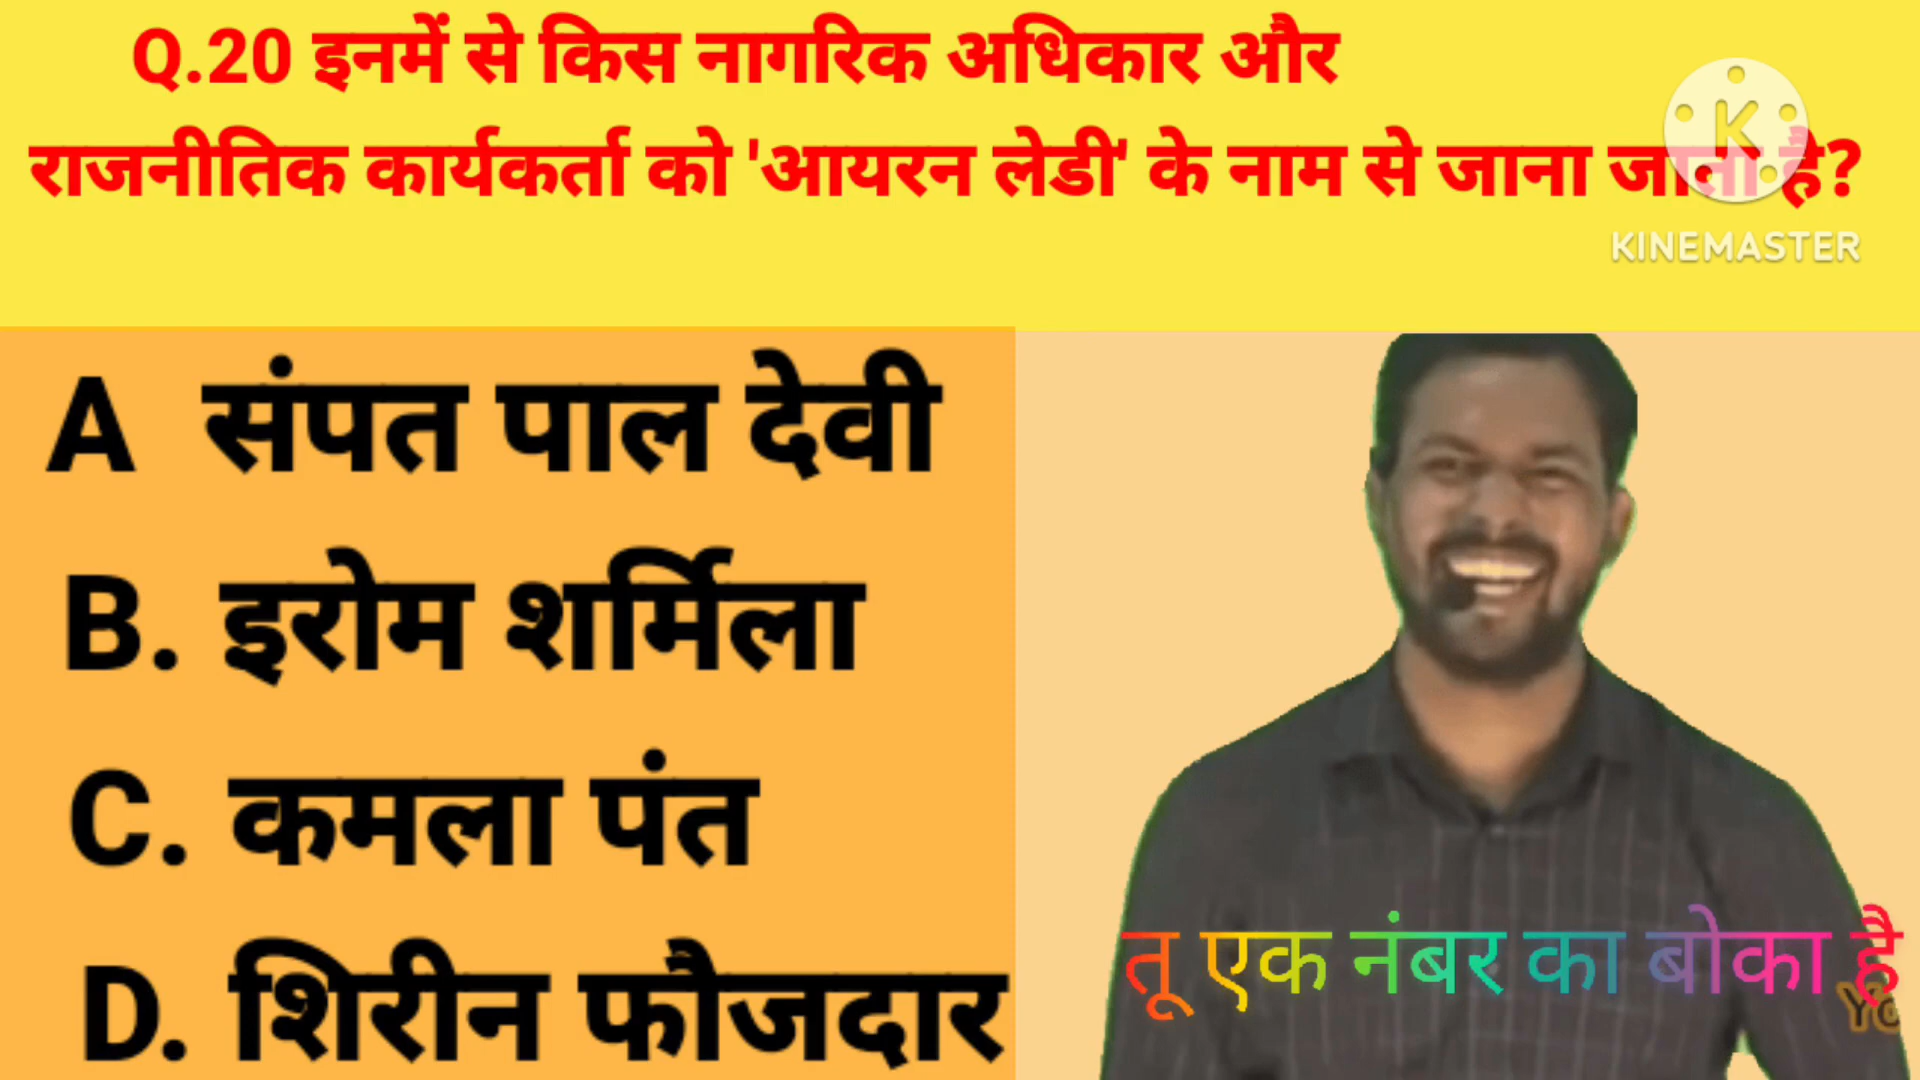 Q.20 इनमें से किस नागरिक अधिकार और
राजनीतिक कार्यकर्ता को 'आयरन लेडी' के नाम से जाना जाता है?
K
KINEMASTER
A संपत पाल देवी
B. इरोम शर्मिला
C. कमला पंत
D. शिरीन फौजदार
तू एक नंबर का बोका है